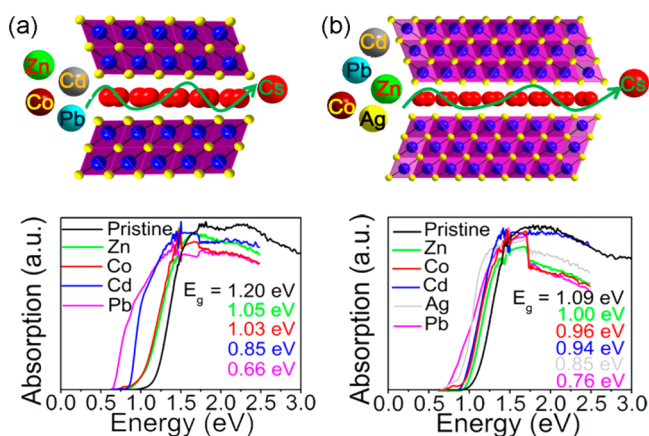 (a)
Zn
Cd
Co
Pb
Cs
(b)
Cd
Pb
Zn
Co
Ag
Cs
Absorption (a.u.)
Pristine
Zn
Co
Cd
Pb
Eg = 1.20 eV
1.05 eV
1.03 eV
0.85 eV
0.66 eV
0.0 0.5 1.0 1.5 2.0 2.5 3.0
Energy (eV)
Absorption (a.u.)
Pristine
Zn
Co
Cd
Ag
Pb
Eg = 1.09 eV
1.00 eV
0.96 eV
0.94 eV
0.85 eV
0.76 eV
0.0 0.5 1.0 1.5 2.0 2.5 3.0
Energy (eV)